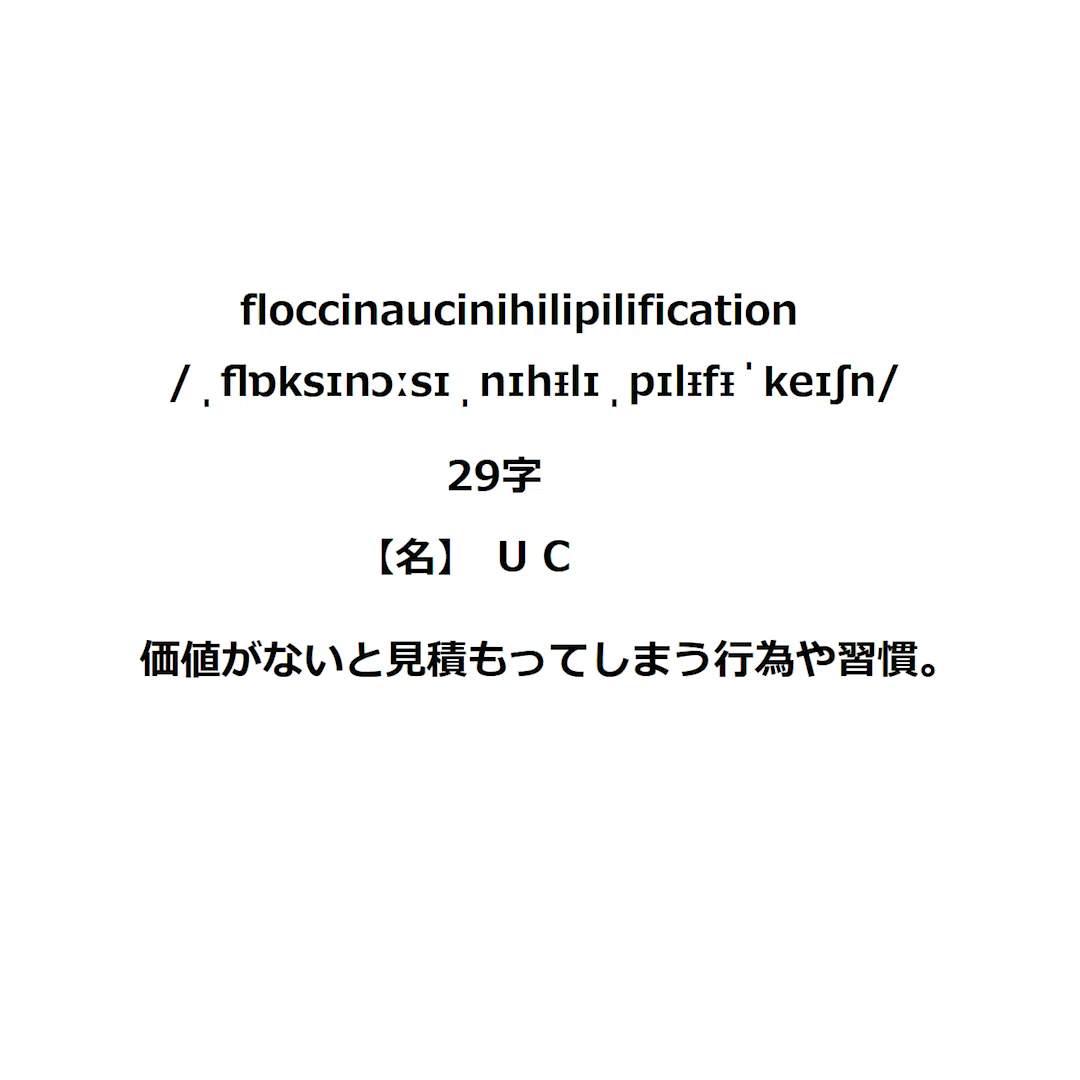 floccinaucinihilipilification
/ˌflɒksɪnɔːsɪˌnɪhᵻlɪˌpɪlᵻfᵻˈkeɪʃn/
29字
【名】 U C
価値がないと見積もってしまう行為や習慣。